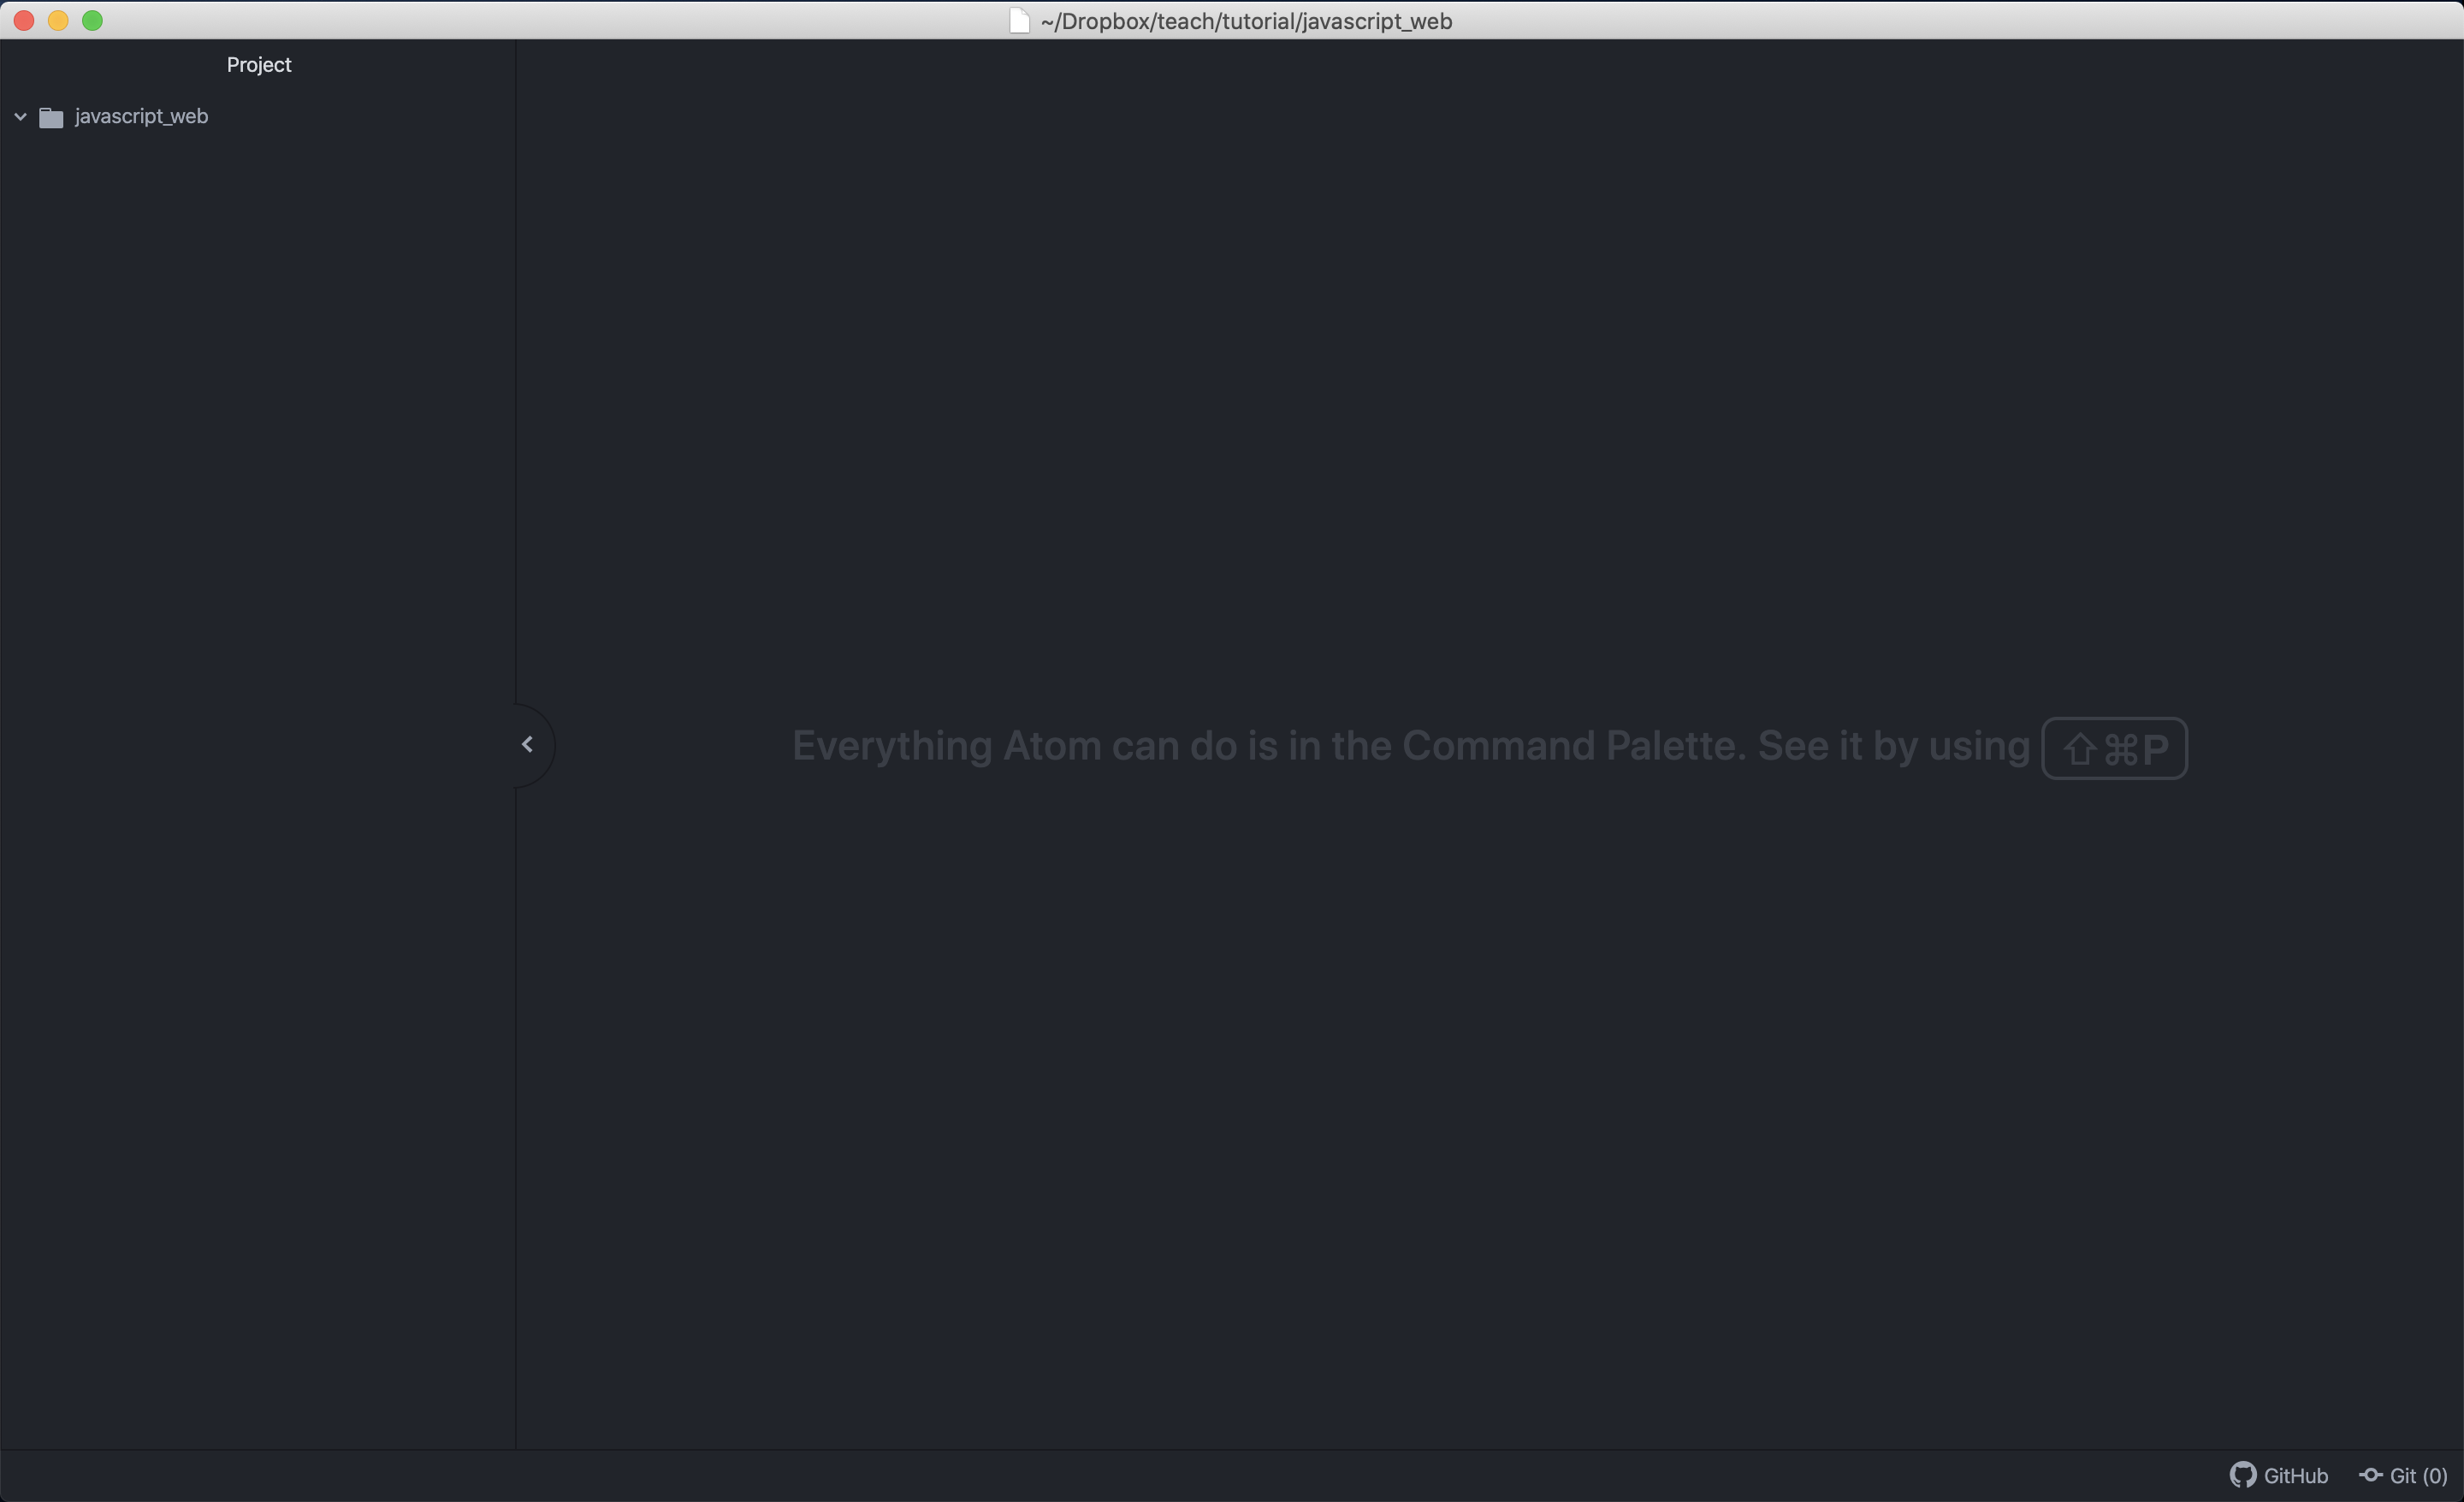 ~/Dropbox/teach/tutorial/javascript_web
Project
javascript_web
Everything Atom can do is in the Command Palette. See it by using ⇧⌘P
GitHub Git (0)